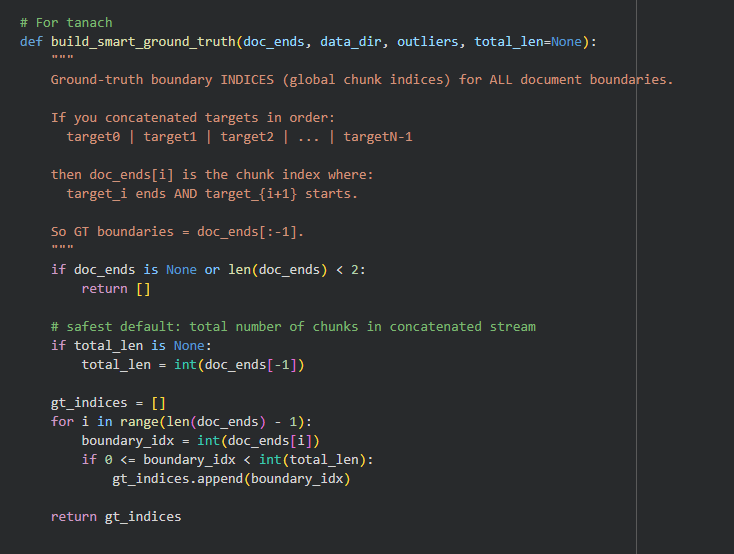 # For tanach
def build_smart_ground_truth(doc_ends, data_dir, outliers, total_len=None):
    """
    Ground-truth boundary INDICES (global chunk indices) for ALL document boundaries.

    If you concatenated targets in order:
      target0 | target1 | target2 | ... | targetN-1

    then doc_ends[i] is the chunk index where:
      target_i ends AND target_{i+1} starts.

    So GT boundaries = doc_ends[:-1].
    """
    if doc_ends is None or len(doc_ends) < 2:
        return []

    # safest default: total number of chunks in concatenated stream
    if total_len is None:
        total_len = int(doc_ends[-1])

    gt_indices = []
    for i in range(len(doc_ends) - 1):
        boundary_idx = int(doc_ends[i])
        if 0 <= boundary_idx < int(total_len):
            gt_indices.append(boundary_idx)

    return gt_indices